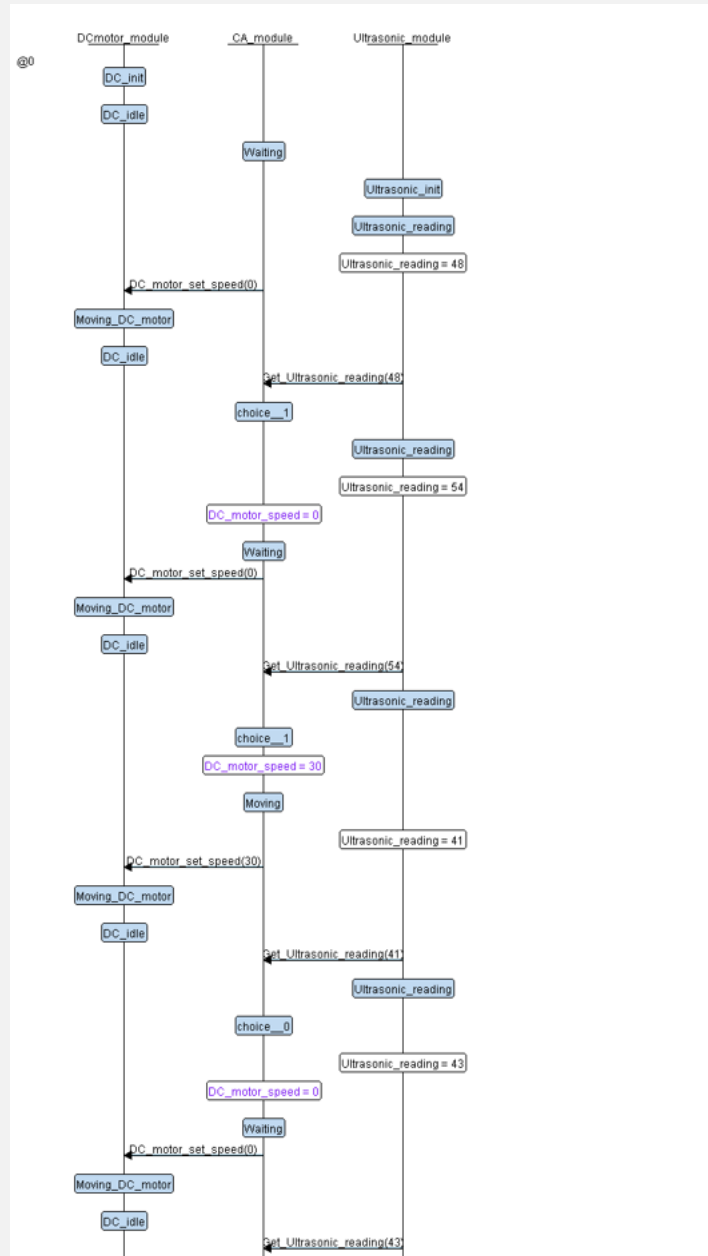 DCmotor_module CA_module Ultrasonic_module
@0
DC_init
DC_idle
Waiting
Ultrasonic_init
Ultrasonic_reading
Ultrasonic_reading = 48
DC_motor_set_speed(0)
Moving_DC_motor
DC_idle
Get_Ultrasonic_reading(48)
choice__1
Ultrasonic_reading
Ultrasonic_reading = 54
DC_motor_speed = 0
Waiting
DC_motor_set_speed(0)
Moving_DC_motor
DC_idle
Get_Ultrasonic_reading(54)
Ultrasonic_reading
choice__1
DC_motor_speed = 30
Moving
Ultrasonic_reading = 41
DC_motor_set_speed(30)
Moving_DC_motor
DC_idle
Get_Ultrasonic_reading(41)
Ultrasonic_reading
choice__0
Ultrasonic_reading = 43
DC_motor_speed = 0
Waiting
DC_motor_set_speed(0)
Moving_DC_motor
DC_idle
Get_Ultrasonic_reading(43)